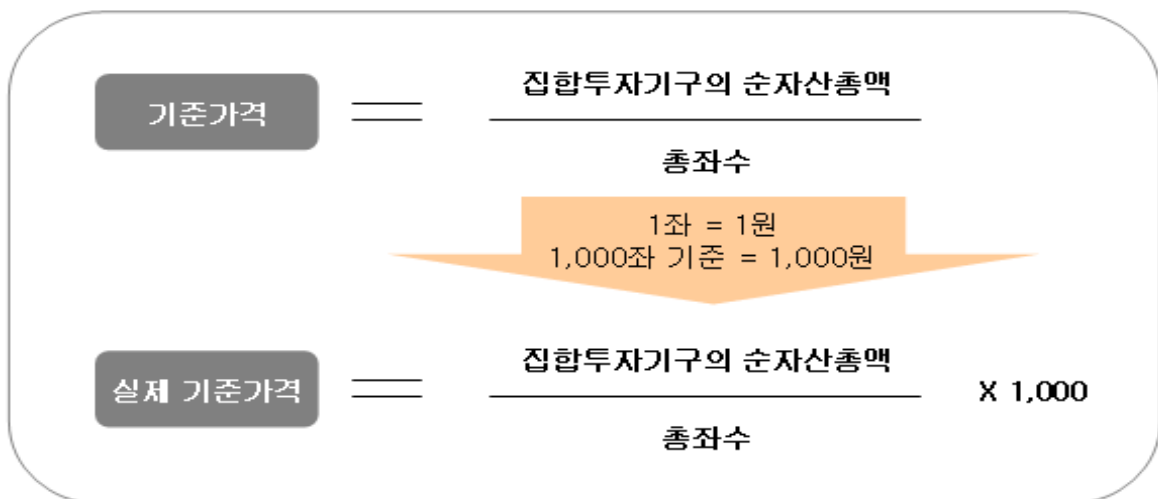 집합투자기구의 순자산총액
기준가격
총좌수
1좌 = 1원
1,000좌 기준 = 1,000원
집합투자기구의 순자산총액
실제 기준가격
X 1,000
총좌수